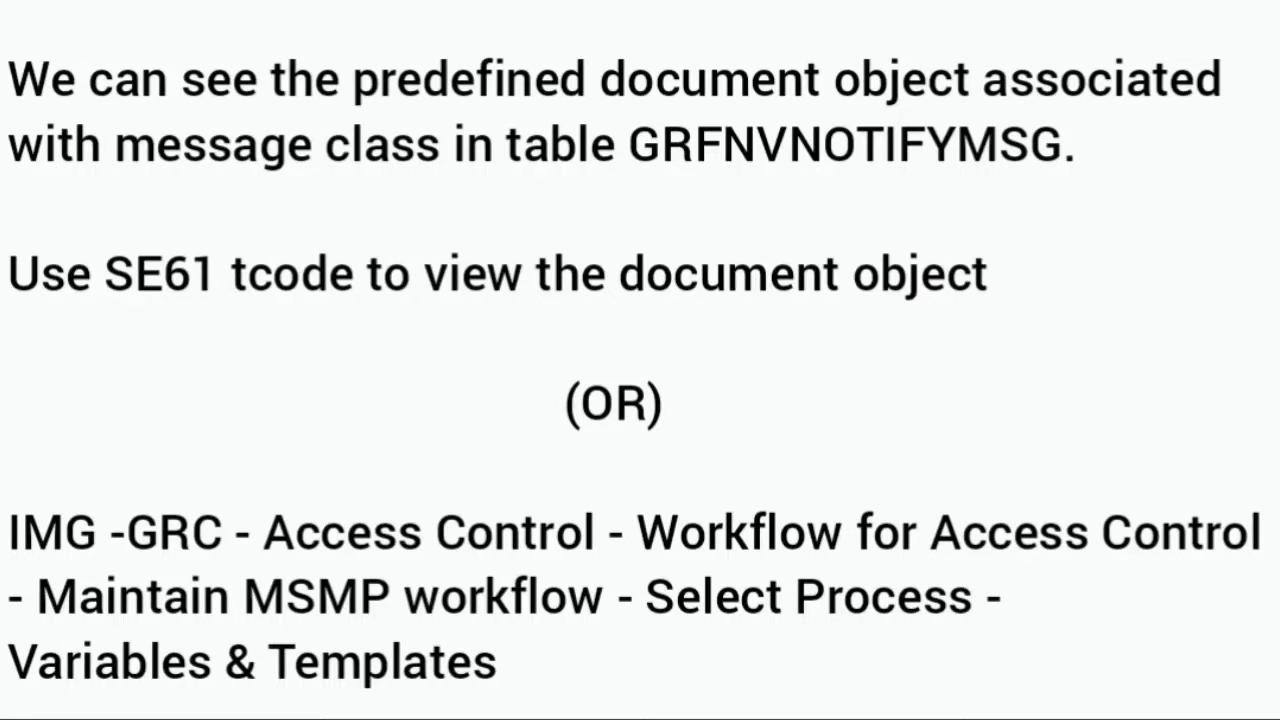 We can see the predefined document object associated
with message class in table GRFNVNOTIFYMSG.
Use SE61 tcode to view the document object
(OR)
IMG -GRC - Access Control - Workflow for Access Control
- Maintain MSMP workflow - Select Process -
Variables & Templates